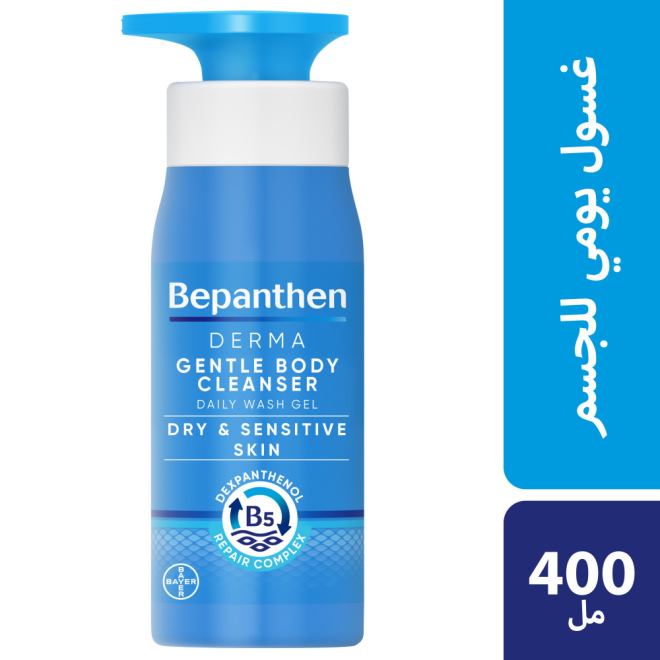 Bepanthen
DERMA
GENTLE BODY
CLEANSER
DAILY WASH GEL
DRY & SENSITIVE
SKIN
DEXPANTHENOL
B5
REPAIR COMPLEX
BAYER
BAYER
غسول يومي للجسم
400
مل